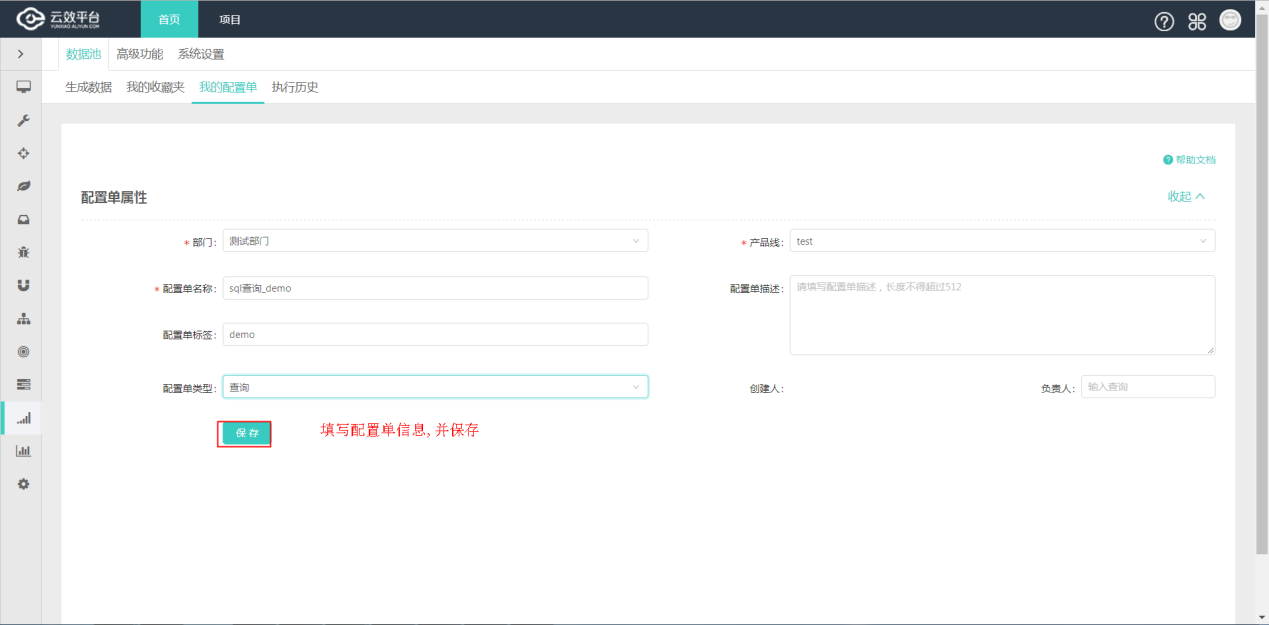 云效平台
YUNXIAO.ALIYUN.COM
首页 项目
数据池 高级功能 系统设置
生成数据 我的收藏夹 我的配置单 执行历史
帮助文档
配置单属性 收起
* 部门: 测试部门 * 产品线: test
* 配置单名称: sql查询_demo 配置单描述: 请填写配置单描述，长度不得超过512
配置单标签: demo
配置单类型: 查询 创建人: 负责人: 输入查询
保 存 填写配置单信息, 并保存